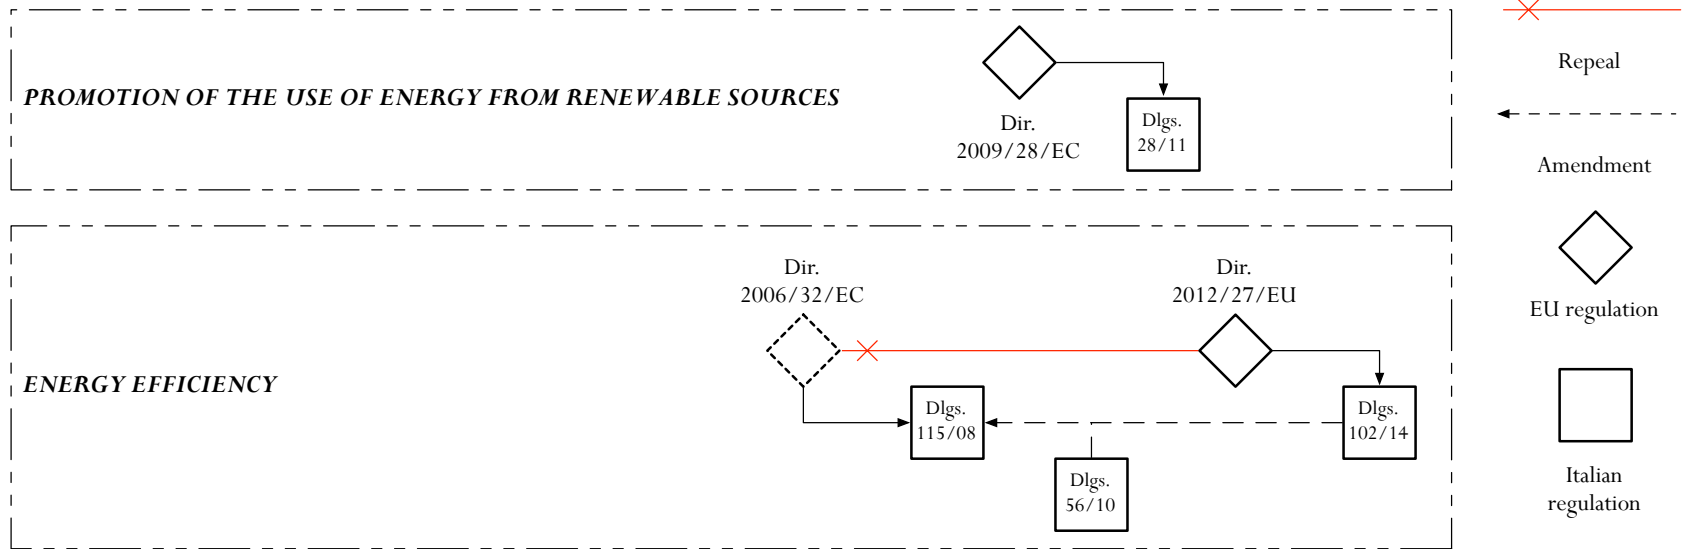 PROMOTION OF THE USE OF ENERGY FROM RENEWABLE SOURCES
Dir.
2009/28/EC
Dlgs.
28/11
ENERGY EFFICIENCY
Dir.
2006/32/EC
Dir.
2012/27/EU
Dlgs.
115/08
Dlgs.
56/10
Dlgs.
102/14
Repeal
Amendment
EU regulation
Italian
regulation